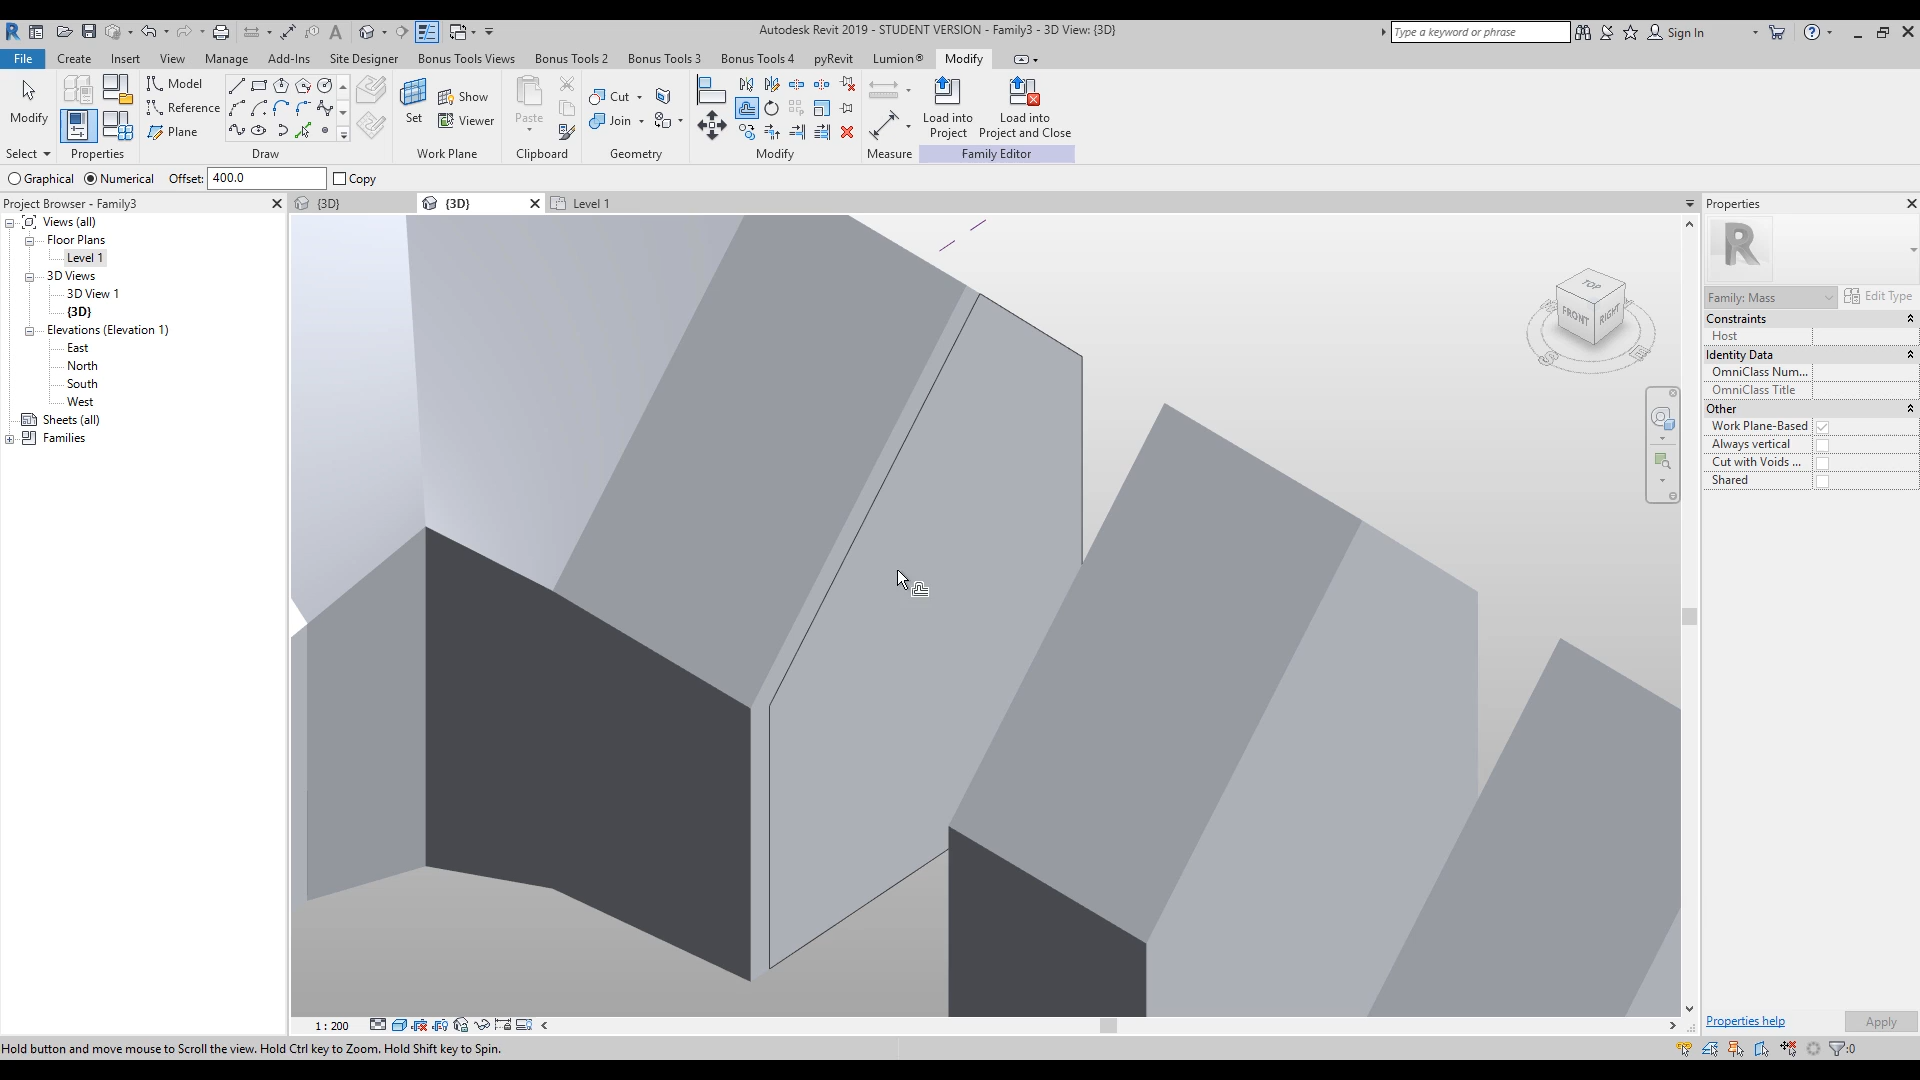 Autodesk Revit 2019 - STUDENT VERSION - Family3 - 3D View: {3D}
Type a keyword or phrase
Sign In
File Create Insert View Manage Add-Ins Site Designer Bonus Tools Views Bonus Tools 2 Bonus Tools 3 Bonus Tools 4 pyRevit Lumion® Modify
Modify
Model
Reference
Plane
Set
Show
Viewer
Paste
Cut
Join
Load into Project
Load into Project and Close
Select Properties Draw Work Plane Clipboard Geometry Modify Measure Family Editor
Graphical Numerical Offset: 400.0 Copy
Project Browser - Family3
{3D}
{3D}
Level 1
Properties
Views (all)
Floor Plans
Level 1
3D Views
3D View 1
{3D}
Elevations (Elevation 1)
East
North
South
West
Sheets (all)
Families
TOP
FRONT
RIGHT
S
E
R
Family: Mass
Edit Type
Constraints
Host
Identity Data
OmniClass Num...
OmniClass Title
Other
Work Plane-Based
Always vertical
Cut with Voids ...
Shared
1 : 200
Properties help
Apply
Hold button and move mouse to Scroll the view. Hold Ctrl key to Zoom. Hold Shift key to Spin.
:0